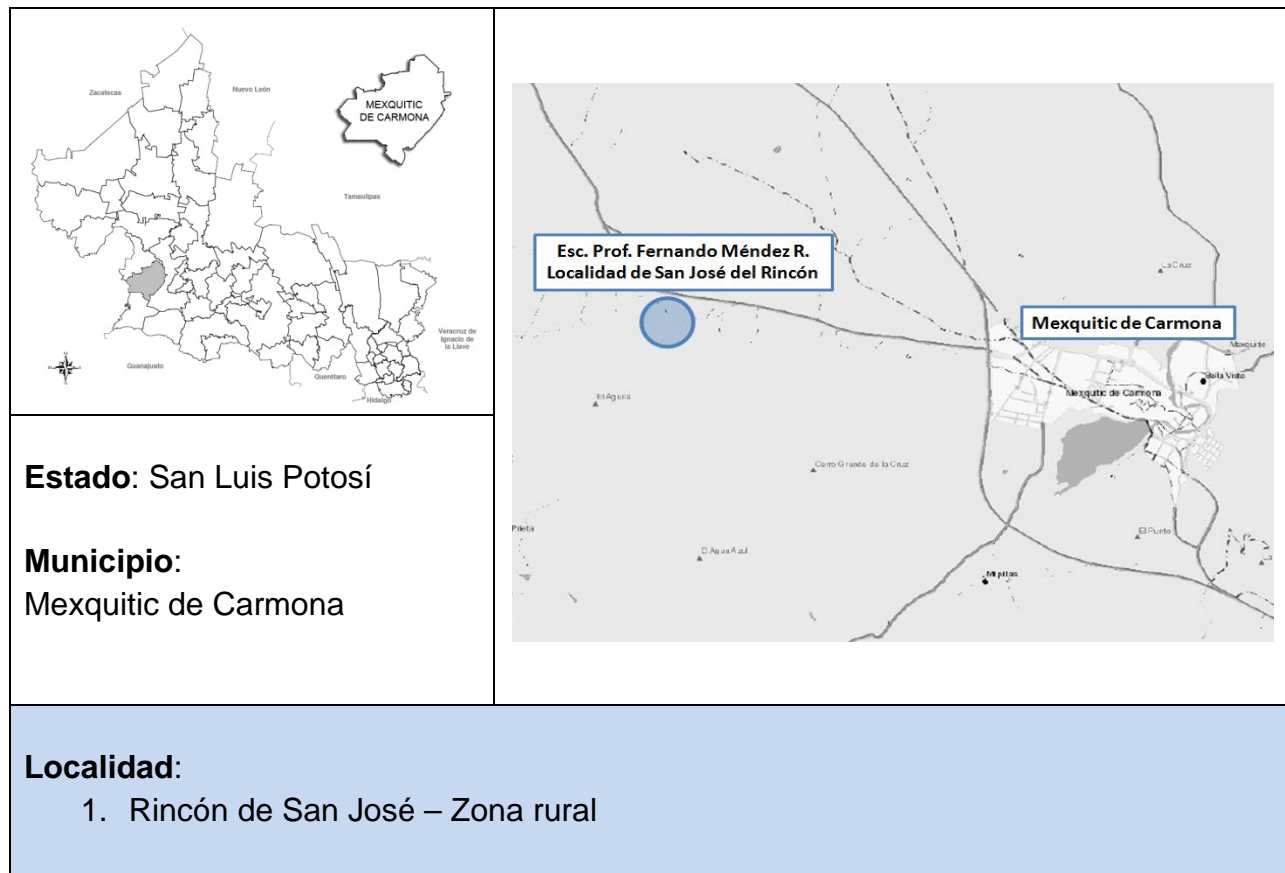 Zacatecas
Nuevo León
MEXQUITIC
DE CARMONA
Tamaulipas
Veracruz de
Ignacio de
la Llave
Guanajuato
Querétaro
Hidalgo
Esc. Prof. Fernando Méndez R.
Localidad de San José del Rincón
La Cruz
Mexquitic de Carmona
Mexquitic
Bella Vista
Mexquitic de Carmona
El Aguila
Cerro Grande de la Cruz
Prieta
El Agua Azul
El Punto
La
Milpillas
Estado: San Luis Potosí
Municipio:
Mexquitic de Carmona
Localidad:
1. Rincón de San José – Zona rural